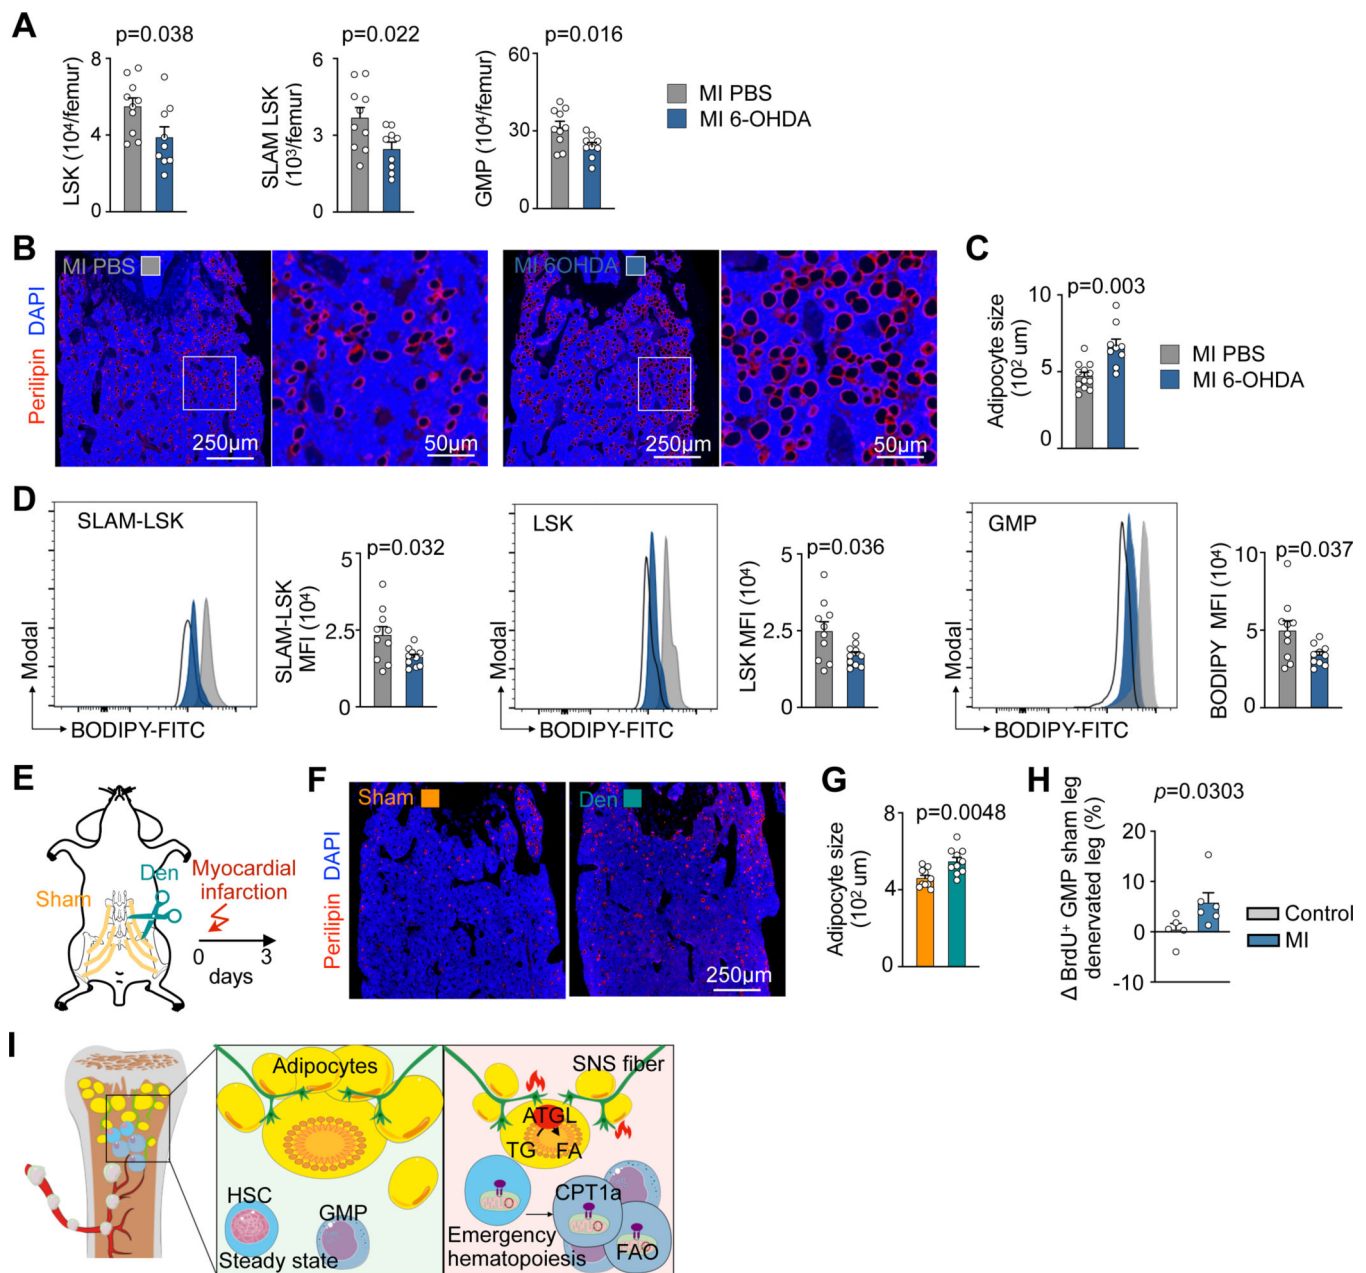 A
p=0.038
LSK (10⁴/femur)
8
4
0
p=0.022
SLAM LSK
(10³/femur)
6
3
0
p=0.016
GMP (10⁴/femur)
60
30
0
MI PBS
MI 6-OHDA
B
Perilipin DAPI
MI PBS
250µm
50µm
MI 6OHDA
250µm
50µm
C
p=0.003
Adipocyte size
(10² um)
10
5
0
MI PBS
MI 6-OHDA
D
SLAM-LSK
Modal
BODIPY-FITC
p=0.032
SLAM-LSK
MFI (10⁴)
5
2.5
0
LSK
Modal
BODIPY-FITC
p=0.036
LSK MFI (10⁴)
5
2.5
0
GMP
Modal
BODIPY-FITC
p=0.037
BODIPY MFI (10⁴)
10
5
0
E
Sham
Den
Myocardial
infarction
0 3
days
F
Perilipin DAPI
Sham
Den
250µm
G
p=0.0048
Adipocyte size
(10² um)
8
4
0
H
p=0.0303
Δ BrdU⁺ GMP sham leg
denervated leg (%)
20
10
0
-10
Control
MI
I
Adipocytes
HSC
GMP
Steady state
SNS fiber
ATGL
TG FA
CPT1a
Emergency
hematopoiesis
FAO